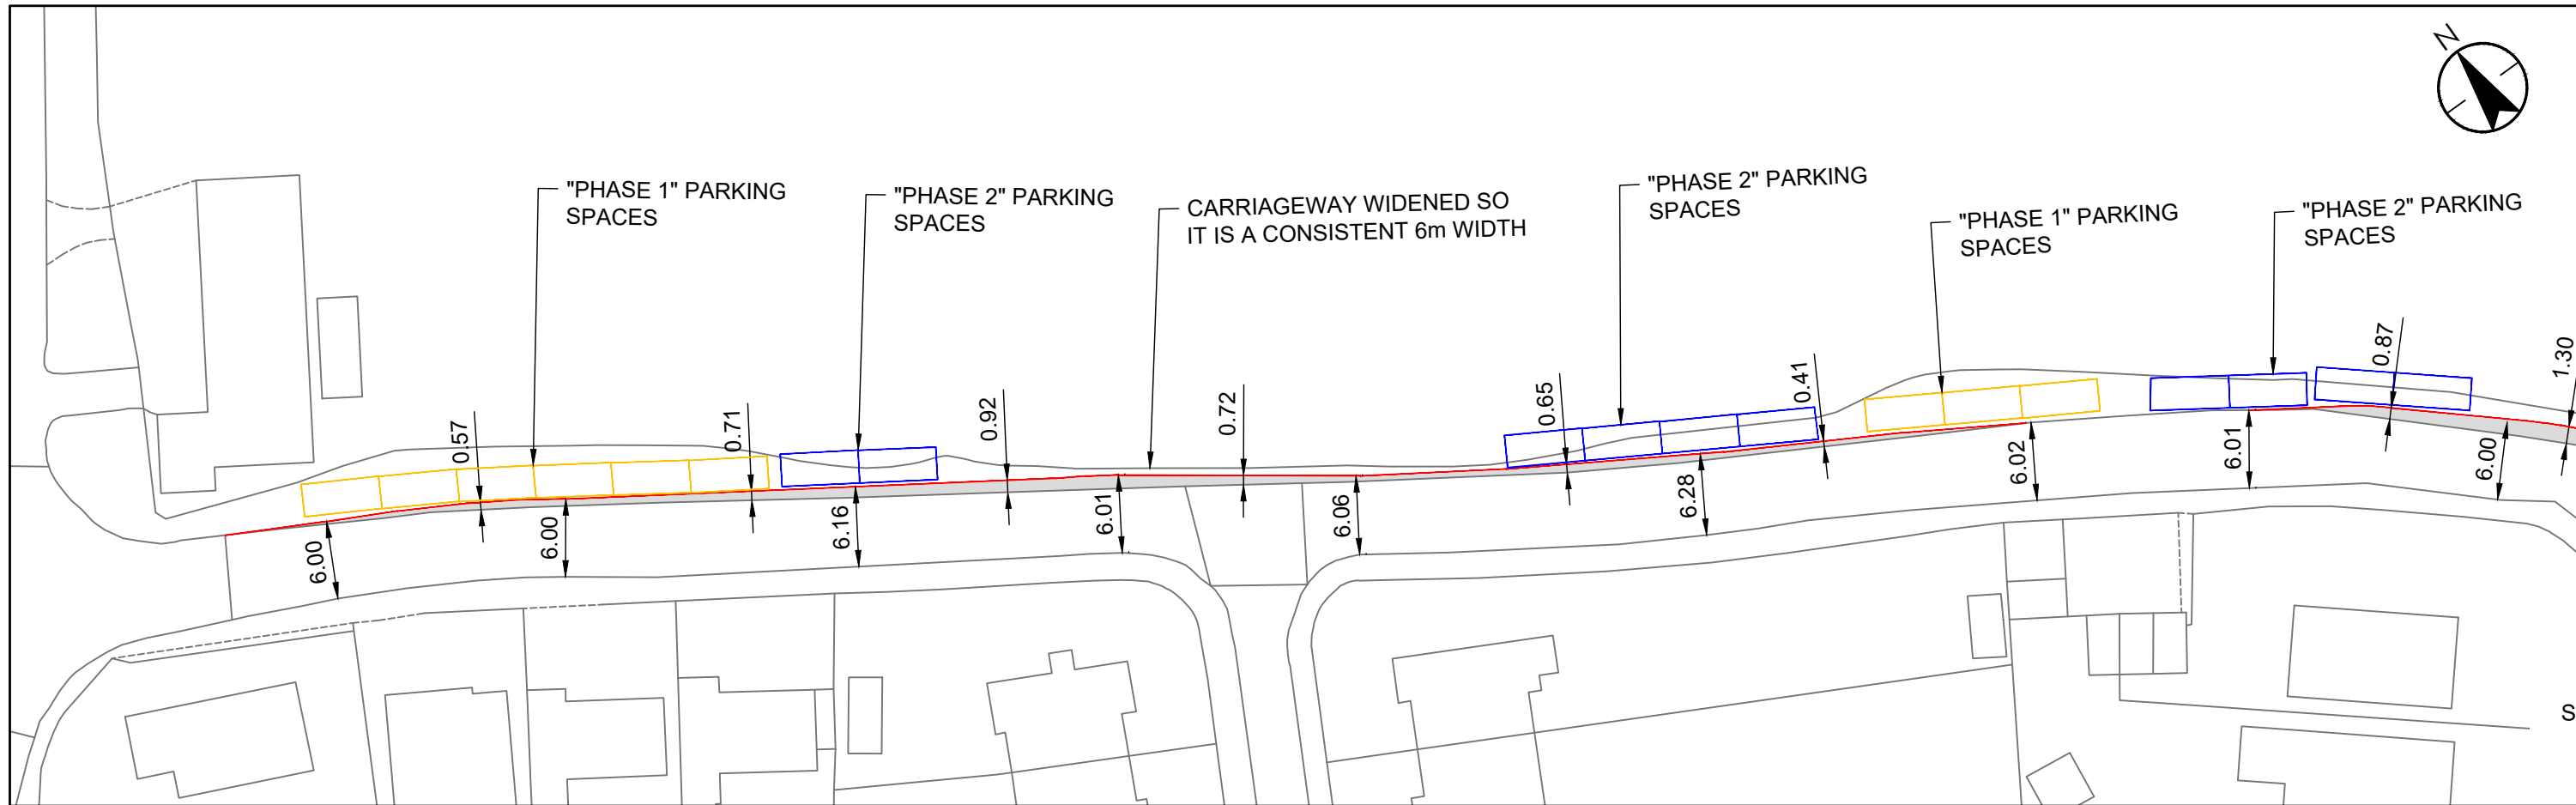 N
"PHASE 1" PARKING
SPACES
"PHASE 2" PARKING
SPACES
CARRIAGEWAY WIDENED SO
IT IS A CONSISTENT 6m WIDTH
"PHASE 2" PARKING
SPACES
"PHASE 1" PARKING
SPACES
"PHASE 2" PARKING
SPACES
0.57
0.71
0.92
0.72
0.65
0.41
0.87
1.30
6.00
6.00
6.16
6.01
6.06
6.28
6.02
6.01
6.00
S